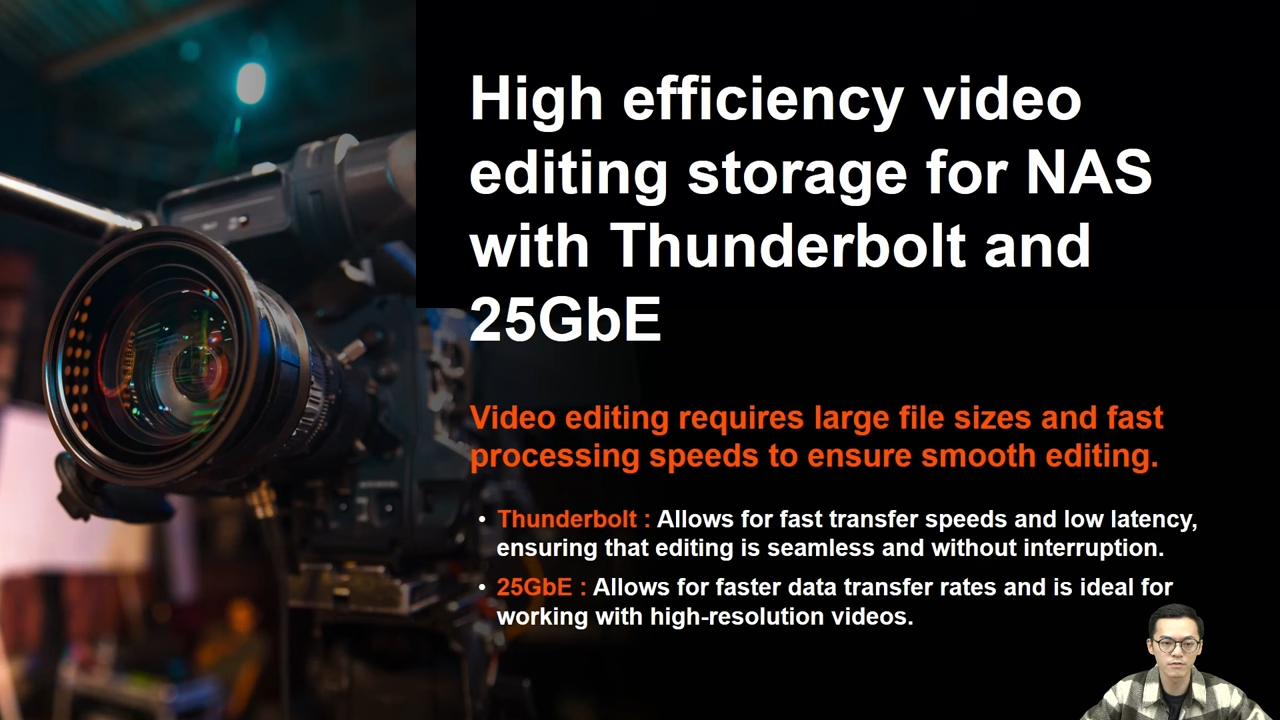 High efficiency video
editing storage for NAS
with Thunderbolt and
25GbE
Video editing requires large file sizes and fast
processing speeds to ensure smooth editing.
• Thunderbolt : Allows for fast transfer speeds and low latency,
ensuring that editing is seamless and without interruption.
• 25GbE : Allows for faster data transfer rates and is ideal for
working with high-resolution videos.